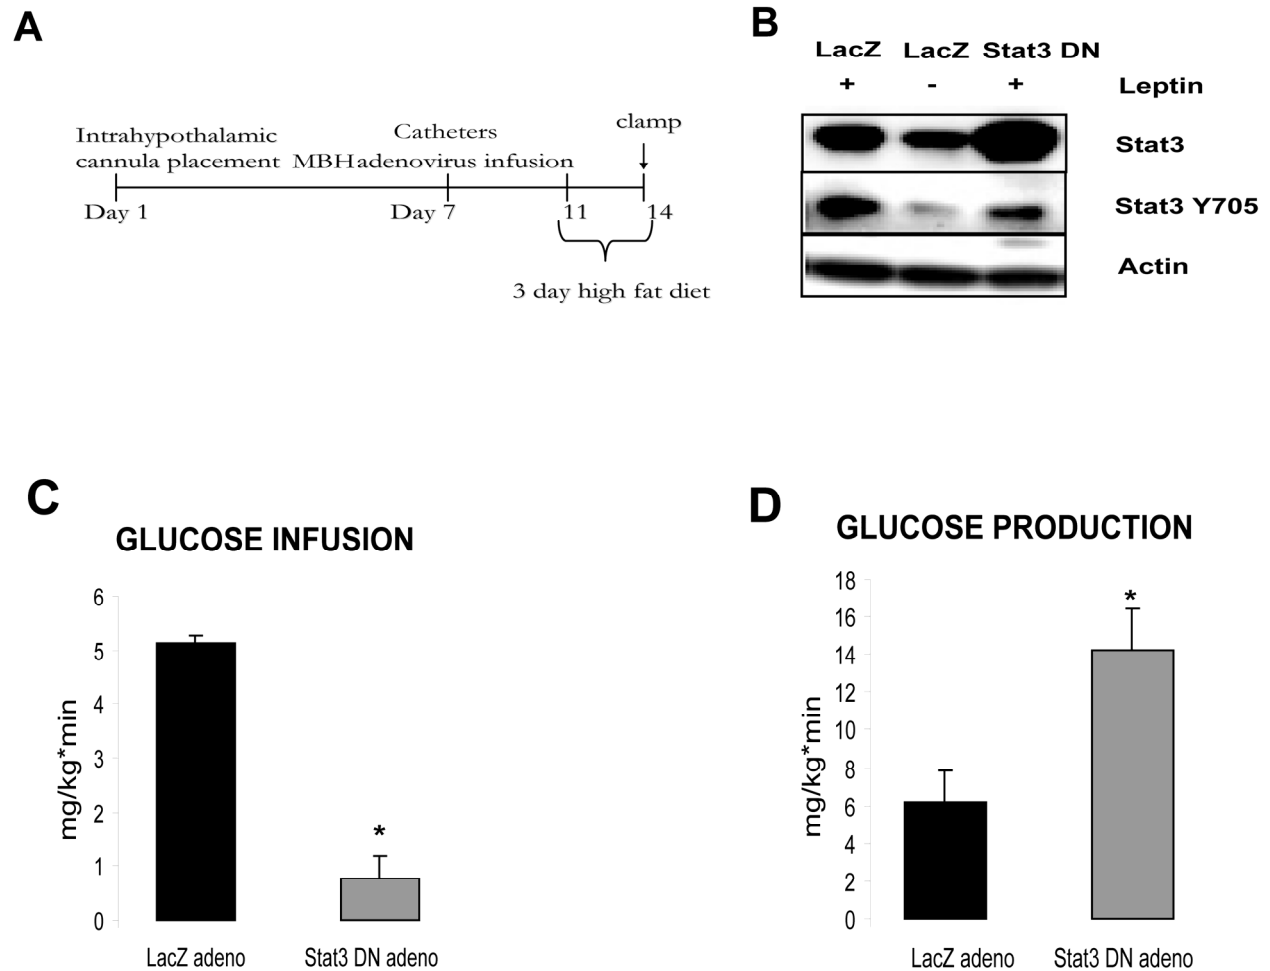 A
Intrahypothalamic
cannula placement
Catheters
MBH adenovirus infusion
clamp
Day 1
Day 7
11
14
3 day high fat diet
B
LacZ LacZ Stat3 DN
+ - + Leptin
Stat3
Stat3 Y705
Actin
C
GLUCOSE INFUSION
mg/kg*min
6
5
4
3
2
1
0
*
LacZ adeno
Stat3 DN adeno
D
GLUCOSE PRODUCTION
mg/kg*min
18
16
14
12
10
8
6
4
2
0
*
LacZ adeno
Stat3 DN adeno